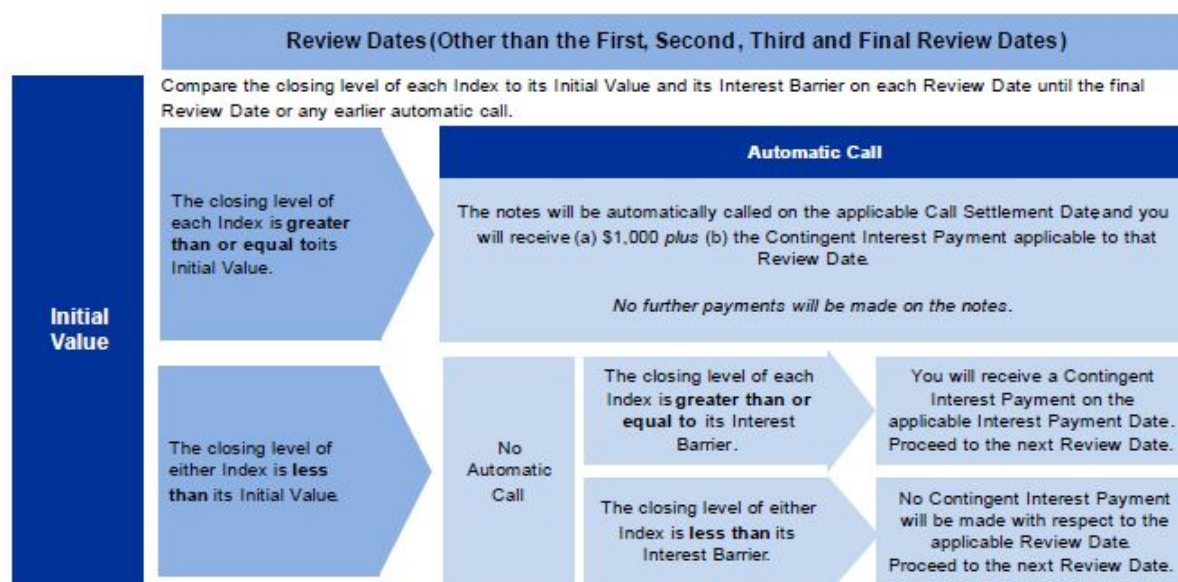 Review Dates (Other than the First, Second, Third and Final Review Dates)
Compare the closing level of each Index to its Initial Value and its Interest Barrier on each Review Date until the final
Review Date or any earlier automatic call.
Initial
Value
The closing level of
each Index is greater
than or equal toits
Initial Value.
Automatic Call
The notes will be automatically called on the applicable Call Settlement Date,and you
will receive (a) $1,000 plus (b) the Contingent Interest Payment applicable to that
Review Date.
No further payments will be made on the notes.
The closing level of
either Index is less
than its Initial Value.
No
Automatic
Call
The closing level of each
Index is greater than or
equal to its Interest
Barrier.
You will receive a Contingent
Interest Payment on the
applicable Interest Payment Date.
Proceed to the next Review Date.
The closing level of either
Index is less than its
Interest Barrier.
No Contingent Interest Payment
will be made with respect to the
applicable Review Date.
Proceed to the next Review Date.